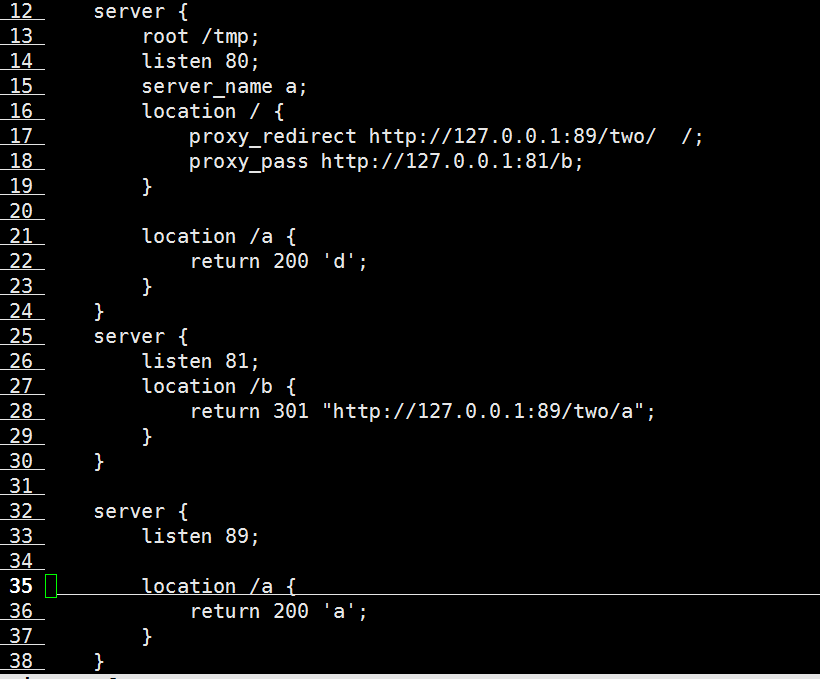 12    server {
13        root /tmp;
14        listen 80;
15        server_name a;
16        location / {
17            proxy_redirect http://127.0.0.1:89/two/  /;
18            proxy_pass http://127.0.0.1:81/b;
19        }
20
21        location /a {
22            return 200 'd';
23        }
24    }
25    server {
26        listen 81;
27        location /b {
28            return 301 "http://127.0.0.1:89/two/a";
29        }
30    }
31
32    server {
33        listen 89;
34
35        location /a {
36            return 200 'a';
37        }
38    }